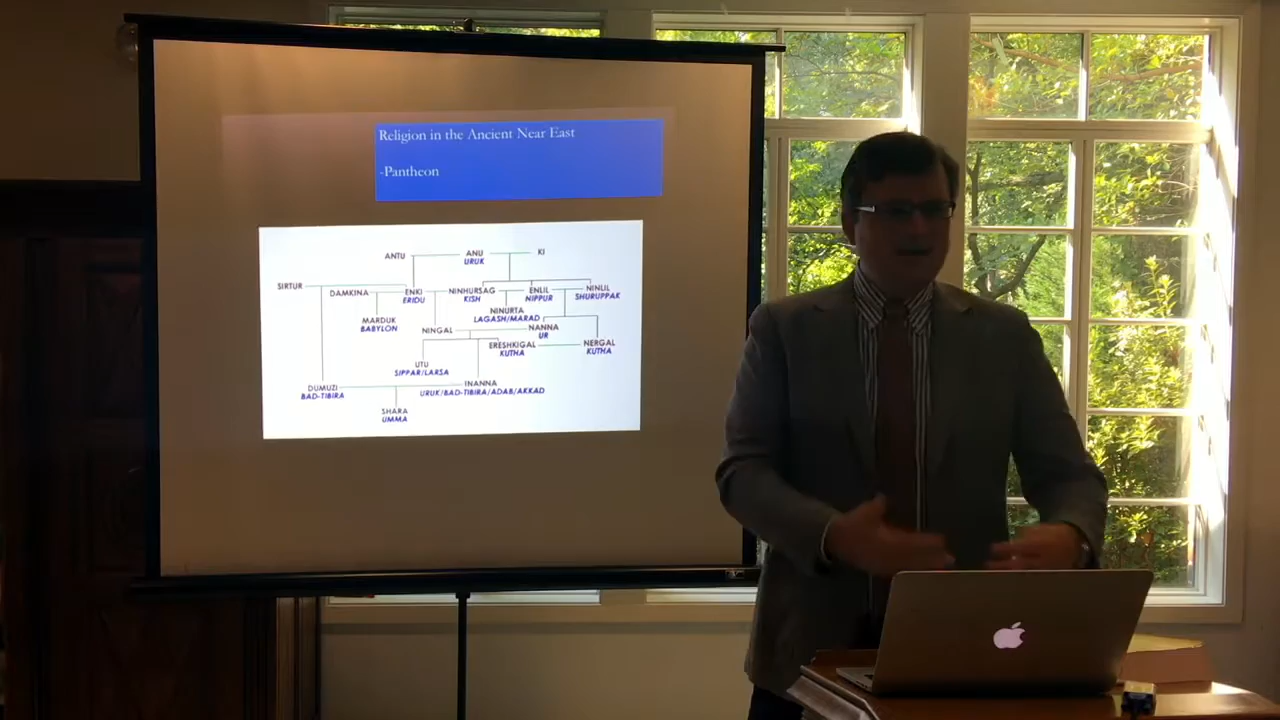 Religion in the Ancient Near East
-Pantheon
ANTU ANU KI
URUK
SIRTUR DAMKINA ENKI NINHURSAG ENLIL NINLIL
ERIDU KISH NIPPUR SHURUPPAK
MARDUK NINURTA
BABYLON LAGASH/MARAD
NINGAL NANNA
UR
ERESHKIGAL NERGAL
KUTHA KUTHA
UTU
SIPPAR/LARSA
DUMUZI INANNA
BAD-TIBIRA URUK/BAD-TIBIRA/ADAB/AKKAD
SHARA
UMMA